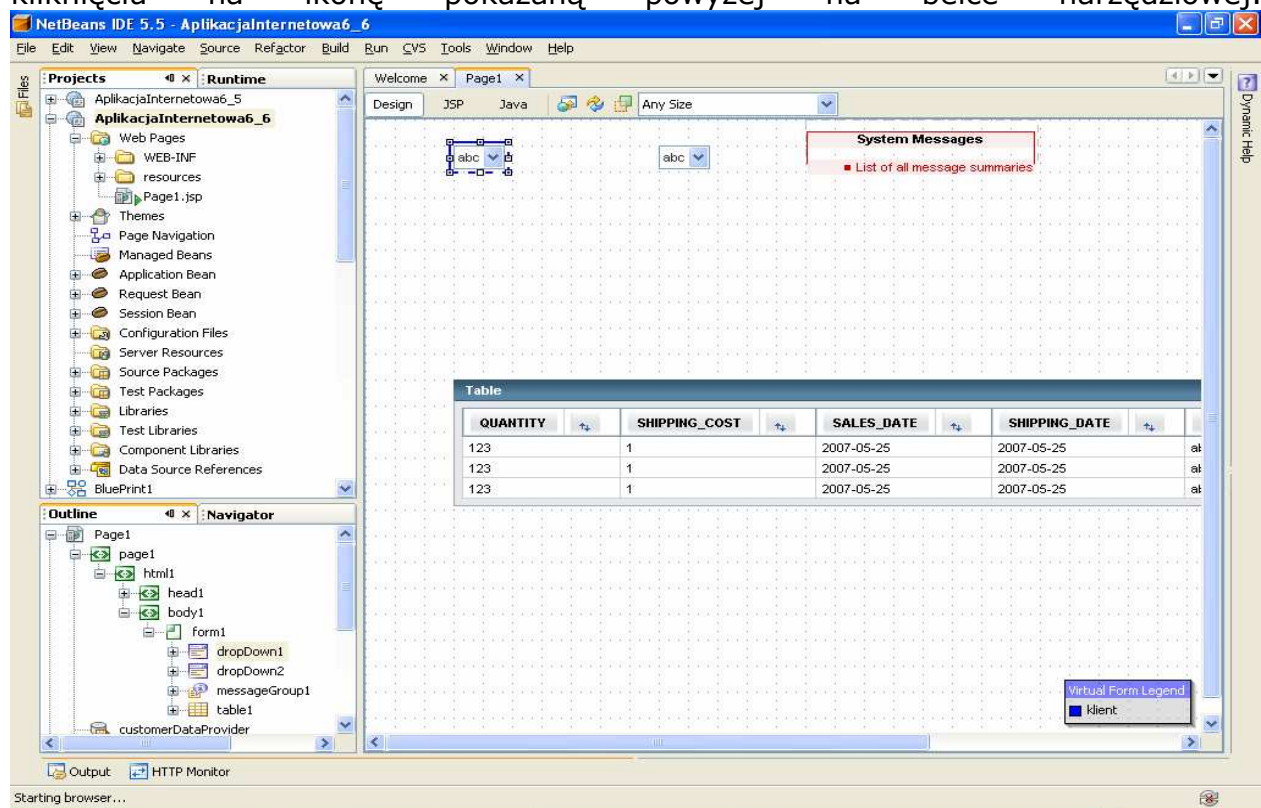 kliknięcia na ikonę pokazaną powyżej na belce narzędziowej.
NetBeans IDE 5.5 - AplikacjaInternetowa6_6
File Edit View Navigate Source Refactor Build Run CVS Tools Window Help
Files
Projects Runtime
AplikacjaInternetowa6_5
AplikacjaInternetowa6_6
Web Pages
WEB-INF
resources
Page1.jsp
Themes
Page Navigation
Managed Beans
Application Bean
Request Bean
Session Bean
Configuration Files
Server Resources
Source Packages
Test Packages
Libraries
Test Libraries
Component Libraries
Data Source References
BluePrint1
Outline Navigator
Page1
page1
html1
head1
body1
form1
dropDown1
dropDown2
messageGroup1
table1
customerDataProvider
Welcome Page1
Design JSP Java Any Size
abc abc
System Messages
List of all message summaries
Table
QUANTITY SHIPPING_COST SALES_DATE SHIPPING_DATE
123 1 2007-05-25 2007-05-25
123 1 2007-05-25 2007-05-25
123 1 2007-05-25 2007-05-25
Virtual Form Legend
klient
Dynamic Help
Output HTTP Monitor
Starting browser...